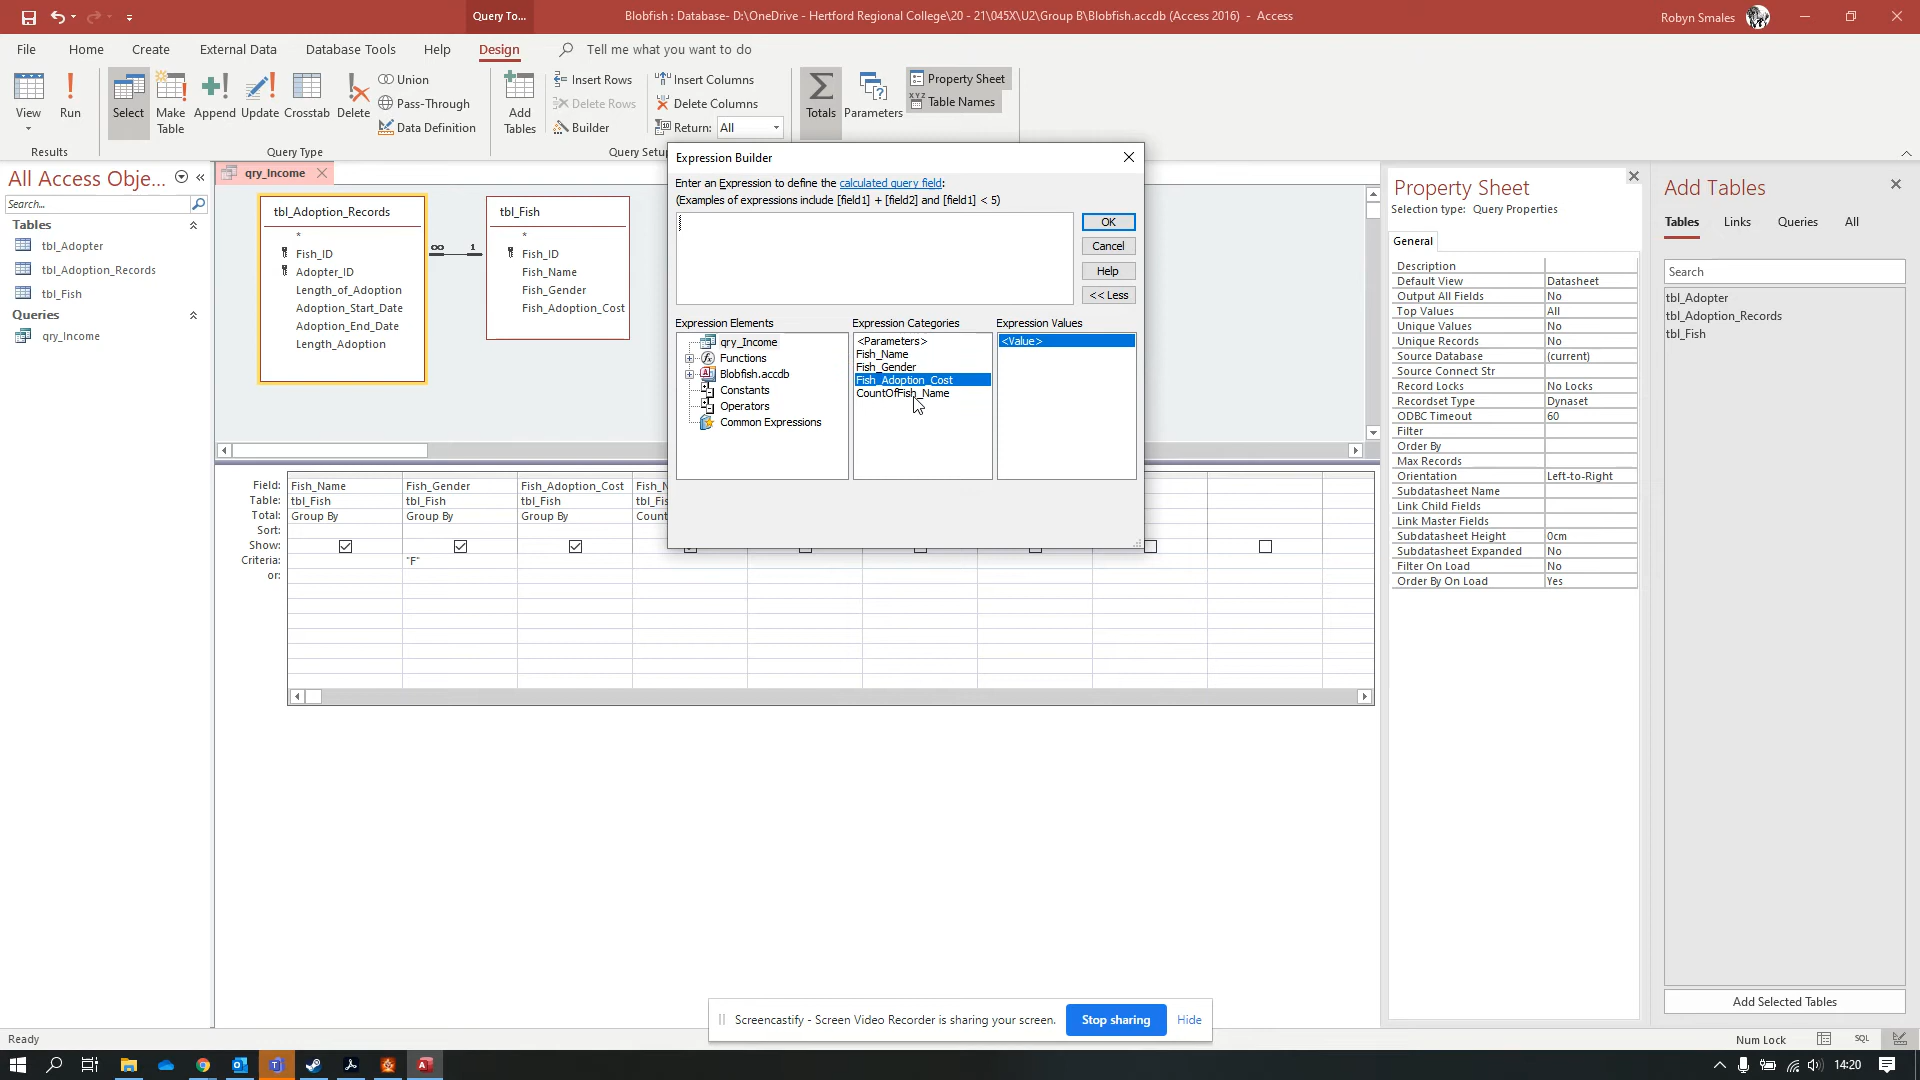 Query To...
Blobfish : Database- D:\OneDrive - Hertford Regional College\20 - 21\045X\U2\Group B\Blobfish.accdb (Access 2016) - Access
Robyn Smales
File Home Create External Data Database Tools Help Design Tell me what you want to do
View
Run
Results
Select
Make Table
Append
Update
Crosstab
Delete
Union
Pass-Through
Data Definition
Query Type
Add Tables
Insert Rows
Delete Rows
Builder
Insert Columns
Delete Columns
Return: All
Query Setu
Totals
Parameters
Property Sheet
Table Names
All Access Obje...
Search...
Tables
tbl_Adopter
tbl_Adoption_Records
tbl_Fish
Queries
qry_Income
qry_Income
tbl_Adoption_Records
*
Fish_ID
Adopter_ID
Length_of_Adoption
Adoption_Start_Date
Adoption_End_Date
Length_Adoption
∞ 1
tbl_Fish
*
Fish_ID
Fish_Name
Fish_Gender
Fish_Adoption_Cost
Expression Builder
Enter an Expression to define the calculated query field:
(Examples of expressions include [field1] + [field2] and [field1] < 5)
OK
Cancel
Help
<< Less
Expression Elements
qry_Income
Functions
Blobfish.accdb
Constants
Operators
Common Expressions
Expression Categories
<Parameters>
Fish_Name
Fish_Gender
Fish_Adoption_Cost
CountOfFish_Name
Expression Values
<Value>
Field: Fish_Name Fish_Gender Fish_Adoption_Cost Fish_N
Table: tbl_Fish tbl_Fish tbl_Fish tbl_Fis
Total: Group By Group By Group By Count
Sort:
Show:
Criteria: "F"
or:
Property Sheet
Selection type: Query Properties
General
Description
Default View Datasheet
Output All Fields No
Top Values All
Unique Values No
Unique Records No
Source Database (current)
Source Connect Str
Record Locks No Locks
Recordset Type Dynaset
ODBC Timeout 60
Filter
Order By
Max Records
Orientation Left-to-Right
Subdatasheet Name
Link Child Fields
Link Master Fields
Subdatasheet Height 0cm
Subdatasheet Expanded No
Filter On Load No
Order By On Load Yes
Add Tables
Tables Links Queries All
Search
tbl_Adopter
tbl_Adoption_Records
tbl_Fish
Add Selected Tables
Screencastify - Screen Video Recorder is sharing your screen. Stop sharing Hide
Ready
Num Lock
SQL
14:20